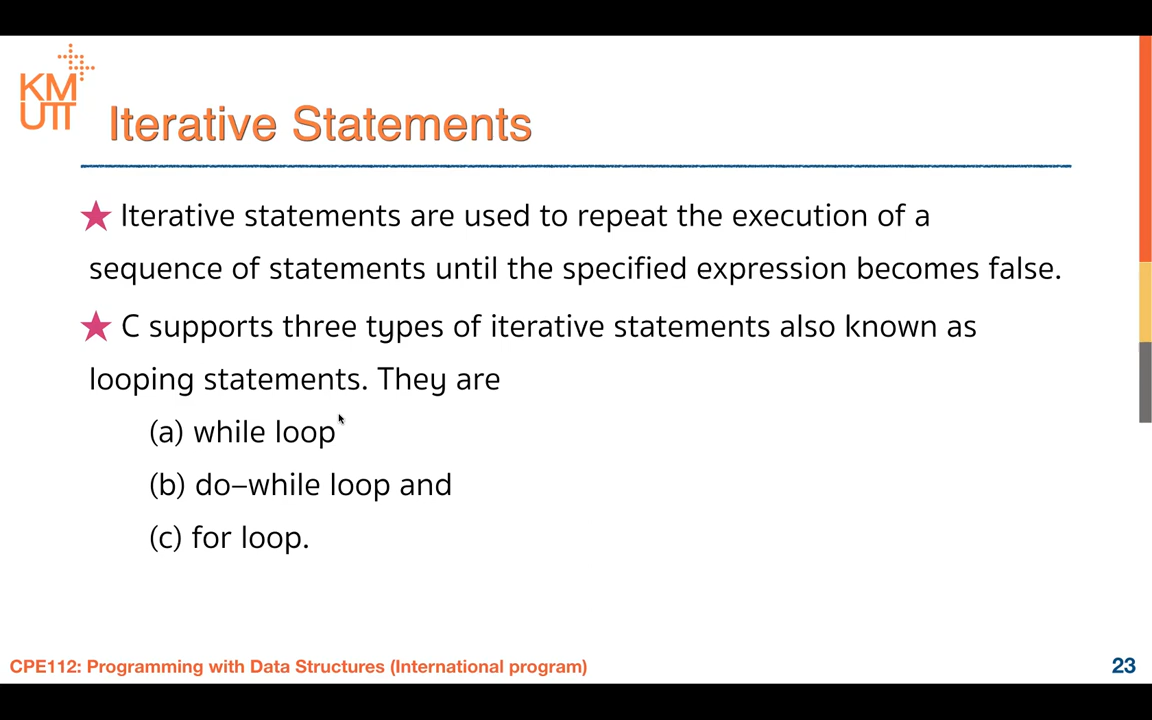 KM
UTT
Iterative Statements
Iterative statements are used to repeat the execution of a
sequence of statements until the specified expression becomes false.
C supports three types of iterative statements also known as
looping statements. They are
(a) while loop
(b) do–while loop and
(c) for loop.
CPE112: Programming with Data Structures (International program)
23